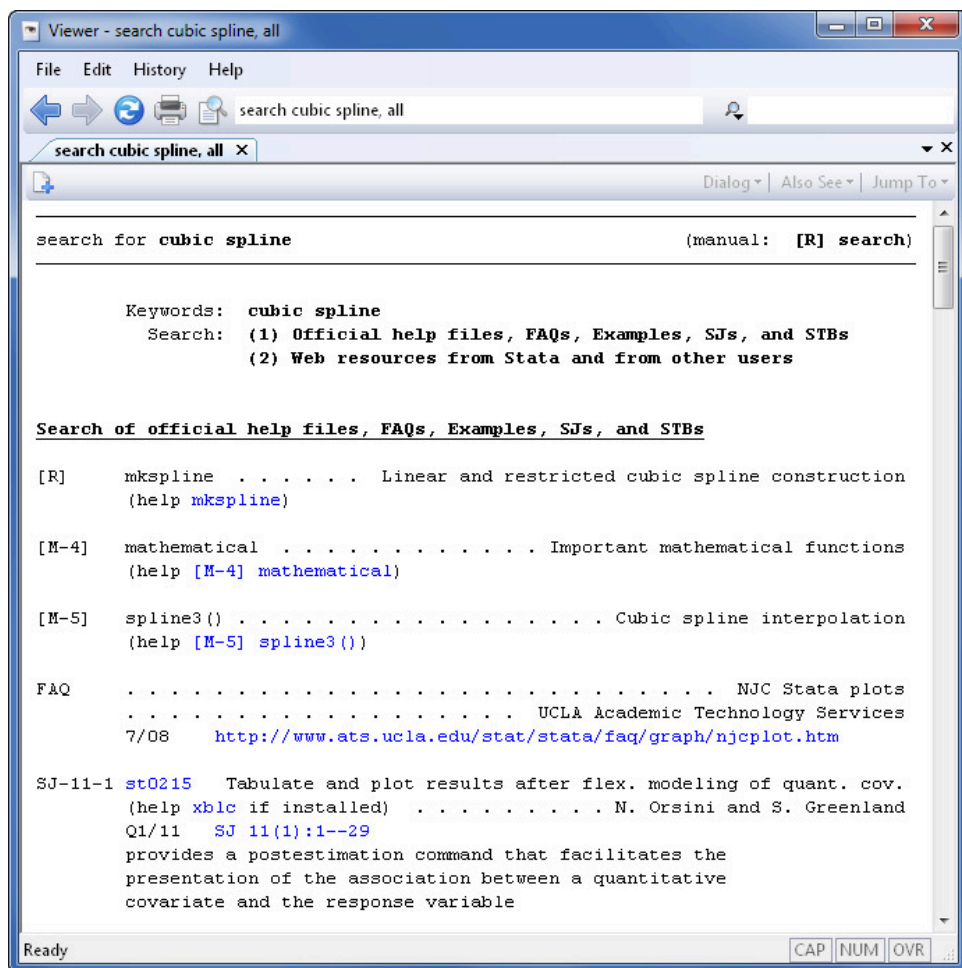 Viewer - search cubic spline, all
File Edit History Help
search cubic spline, all
search cubic spline, all X
Dialog Also See Jump To
search for cubic spline (manual: [R] search)
Keywords: cubic spline
Search: (1) Official help files, FAQs, Examples, SJs, and STBs
(2) Web resources from Stata and from other users
Search of official help files, FAQs, Examples, SJs, and STBs
[R] mkspline . . . . . . Linear and restricted cubic spline construction
(help mkspline)
[M-4] mathematical . . . . . . . . . . . . . Important mathematical functions
(help [M-4] mathematical)
[M-5] spline3() . . . . . . . . . . . . . . . . . Cubic spline interpolation
(help [M-5] spline3())
FAQ . . . . . . . . . . . . . . . . . . . . . . . . . . . . NJC Stata plots
. . . . . . . . . . . . . . . . . . UCLA Academic Technology Services
7/08 http://www.ats.ucla.edu/stat/stata/faq/graph/njcplot.htm
SJ-11-1 st0215 Tabulate and plot results after flex. modeling of quant. cov.
(help xblc if installed) . . . . . . . . . N. Orsini and S. Greenland
Q1/11 SJ 11(1):1--29
provides a postestimation command that facilitates the
presentation of the association between a quantitative
covariate and the response variable
Ready CAP NUM OVR